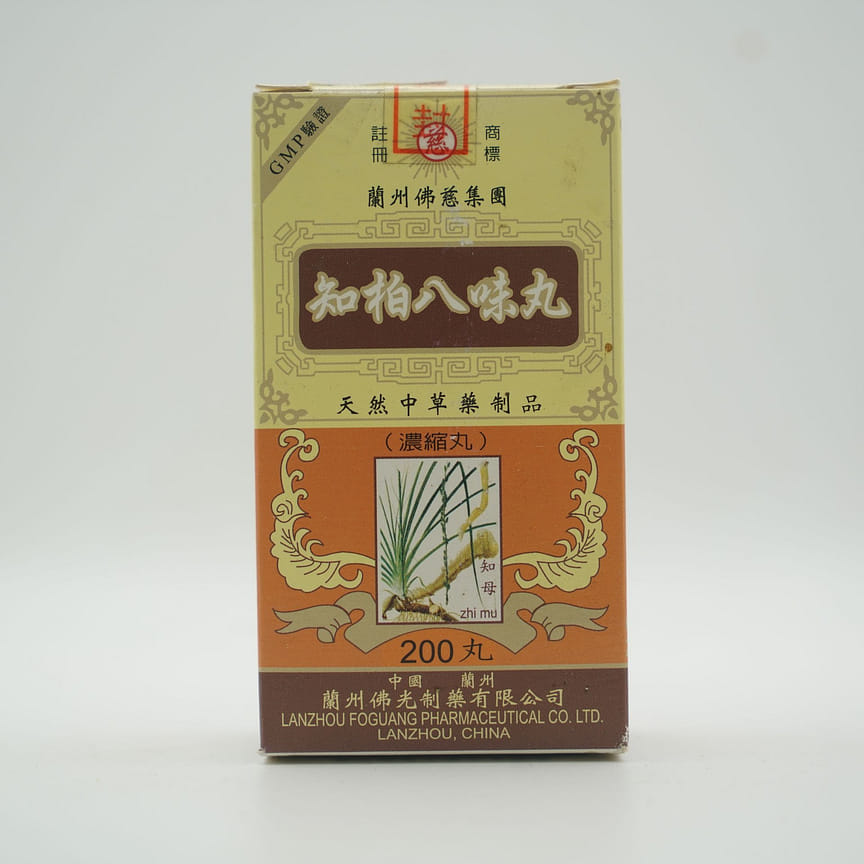 GMP驗證
封
慈
註冊
商標
蘭州佛慈集團
知柏八味丸
天然中草藥制品
(濃縮丸)
知母
zhi mu
200丸
中國 蘭州
蘭州佛光制藥有限公司
LANZHOU FOGUANG PHARMACEUTICAL CO. LTD.
LANZHOU, CHINA